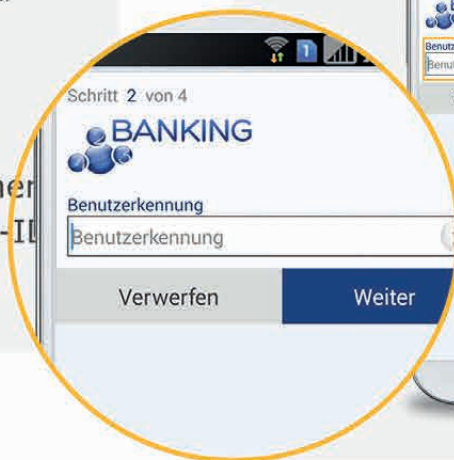 Schritt 2 von 4
BANKING
Benutzerkennung
Benutzerkennung
Verwerfen
Weiter